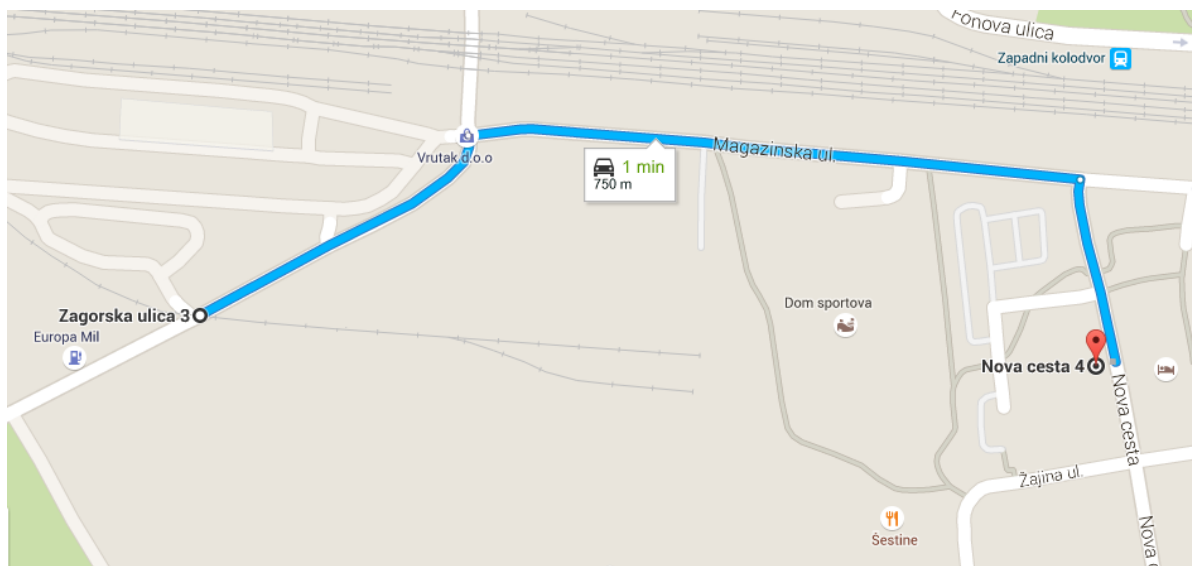 Fonova ulica
Zapadni kolodvor
Vrutak d.o.o
Magazinska ul.
1 min
750 m
Zagorska ulica 3
Europa Mil
Dom sportova
Nova cesta 4
Nova cesta
Žajina ul.
Šestine
Nova c